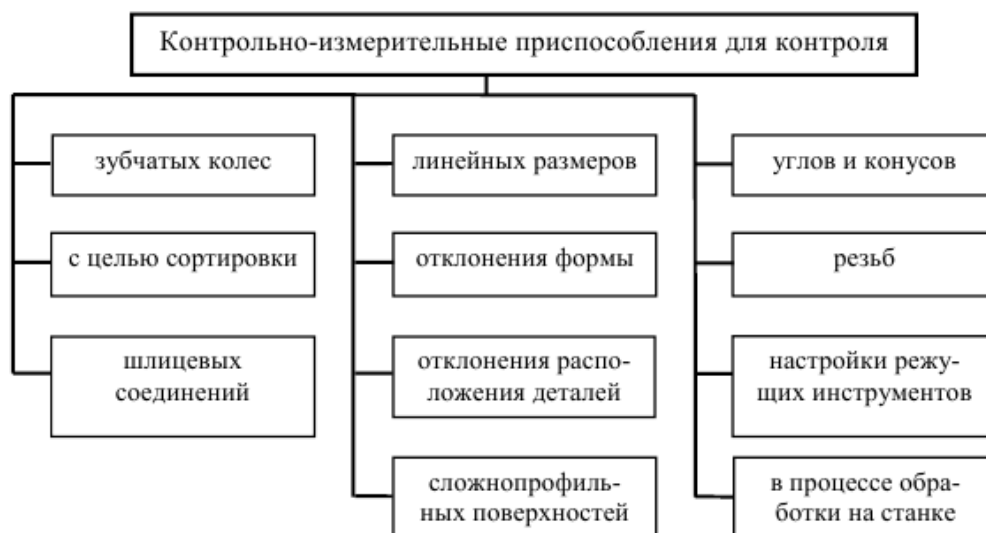 Контрольно-измерительные приспособления для контроля
зубчатых колес
с целью сортировки
шлицевых
соединений
линейных размеров
отклонения формы
отклонения распо-
ложения деталей
сложнопрофиль-
ных поверхностей
углов и конусов
резьб
настройки режу-
щих инструментов
в процессе обра-
ботки на станке